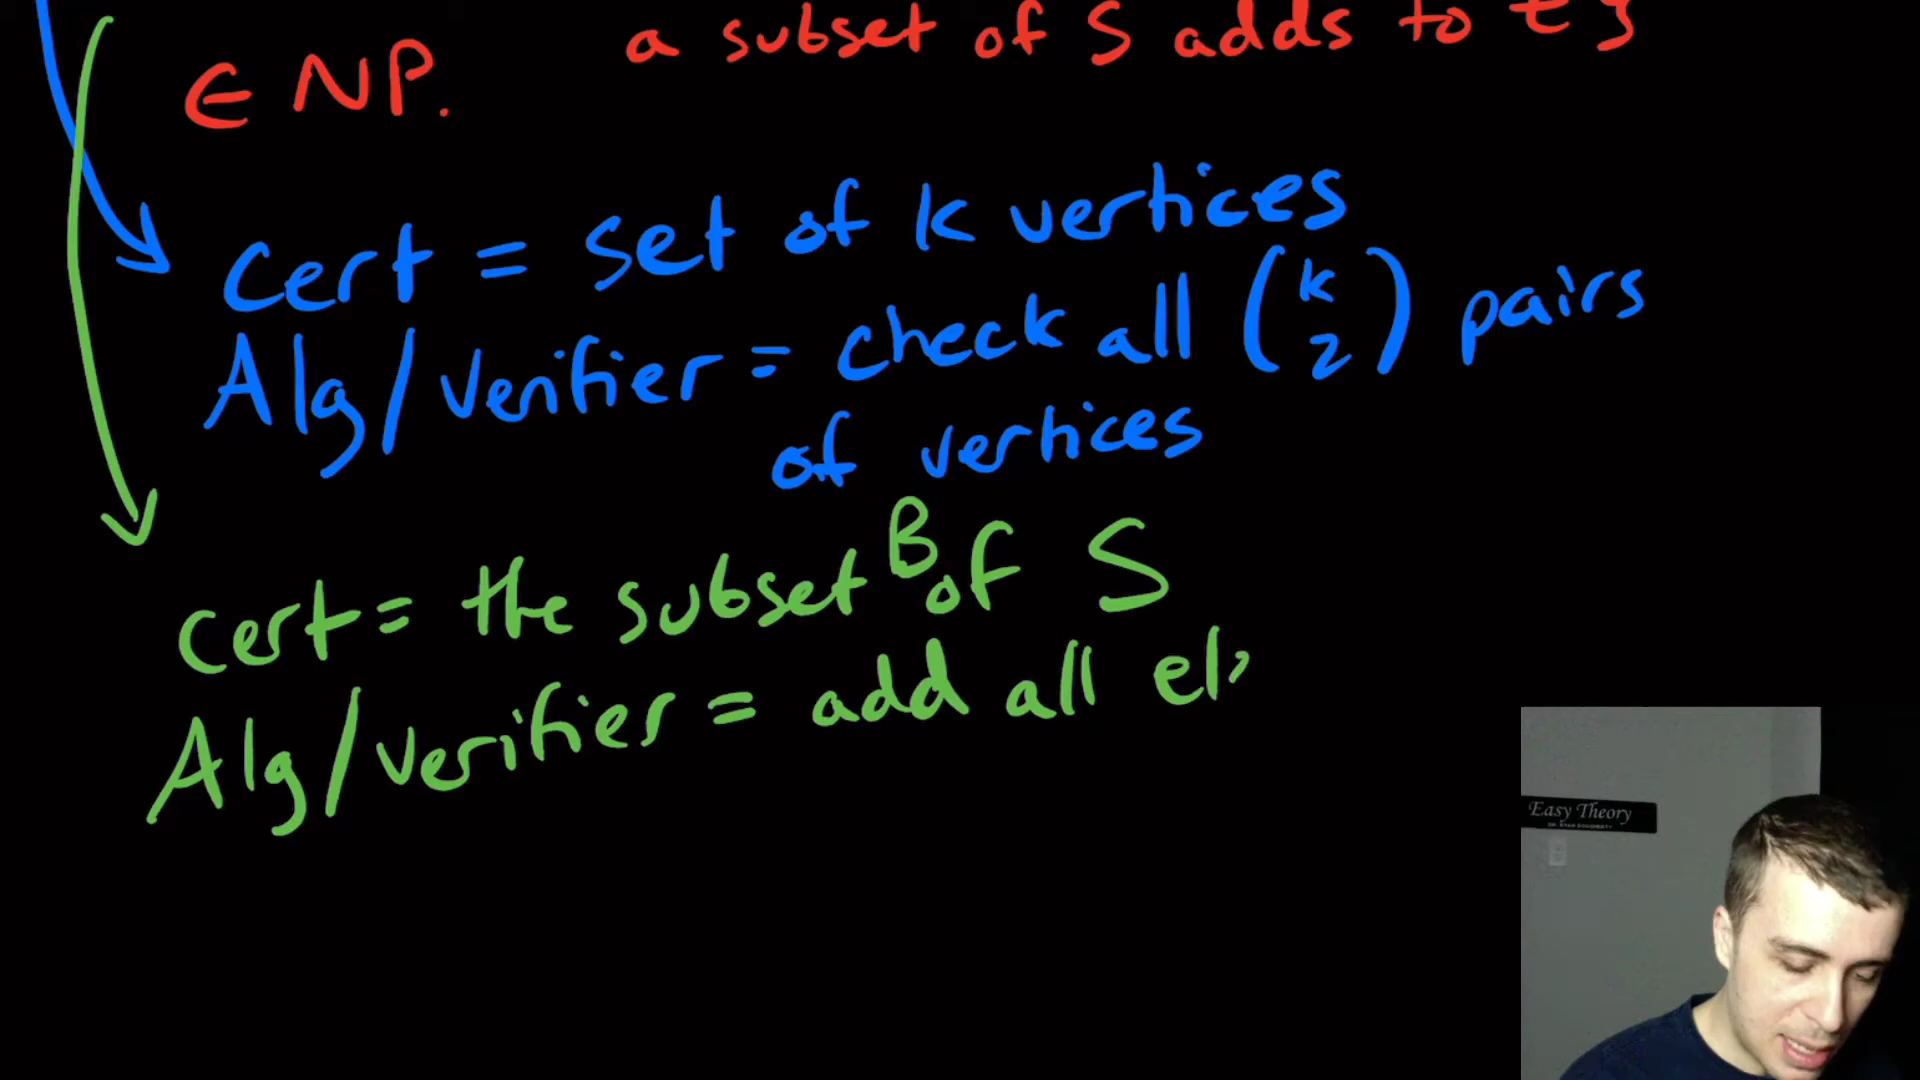 a subset of S adds to t}
∈ NP.
cert = set of k vertices
Alg/verifier = check all (k 2) pairs
of vertices
cert = the subset B of S
Alg/verifier = add all el
Easy Theory